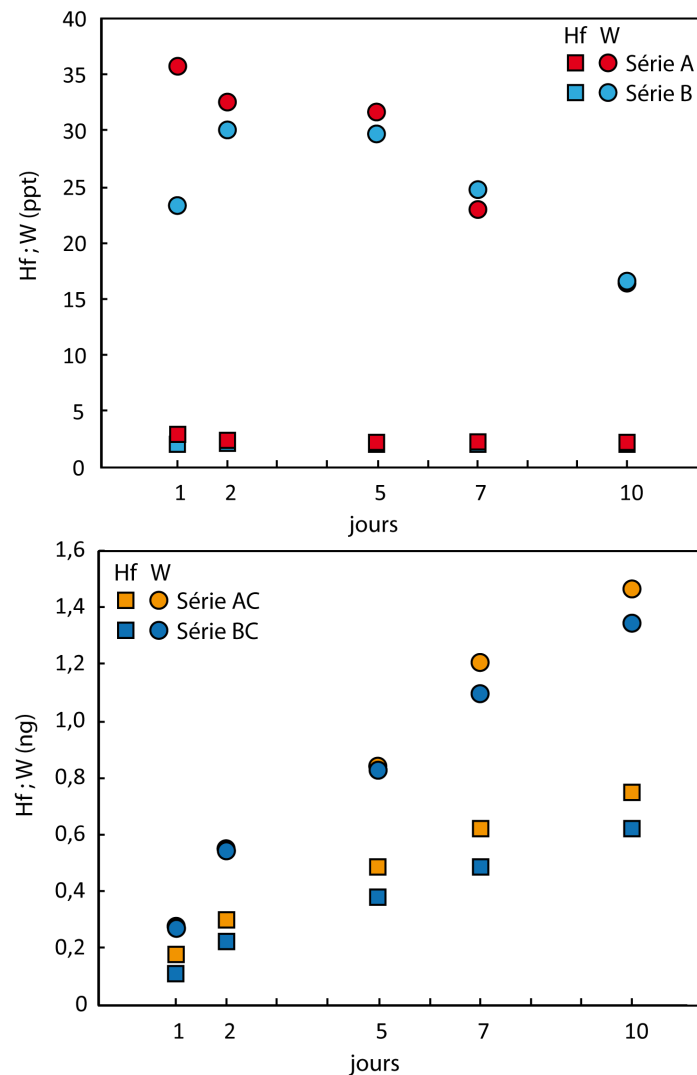 40
35
30
25
20
15
10
5
0
Hf ; W (ppt)
Hf W
Série A
Série B
1 2 5 7 10
jours
1,6
1,4
1,2
1,0
0,8
0,6
0,4
0,2
0
Hf ; W (ng)
Hf W
Série AC
Série BC
1 2 5 7 10
jours